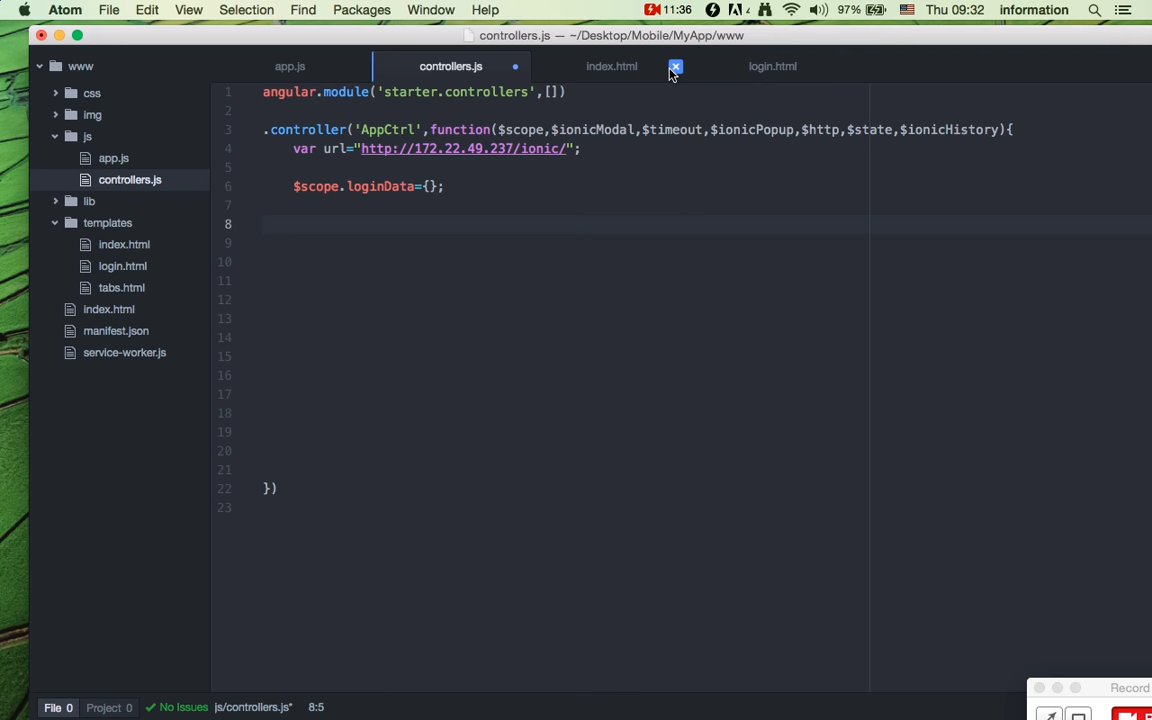 Atom File Edit View Selection Find Packages Window Help 11:36 4 97% Thu 09:32 information
controllers.js — ~/Desktop/Mobile/MyApp/www
www
css
img
js
app.js
controllers.js
lib
templates
index.html
login.html
tabs.html
index.html
manifest.json
service-worker.js
app.js controllers.js index.html login.html
1 angular.module('starter.controllers',[])
2
3 .controller('AppCtrl',function($scope,$ionicModal,$timeout,$ionicPopup,$http,$state,$ionicHistory){
4 var url="http://172.22.49.237/ionic/";
5
6 $scope.loginData={};
7
8
9
10
11
12
13
14
15
16
17
18
19
20
21
22 })
23
File 0 Project 0 No Issues js/controllers.js* 8:5
Record